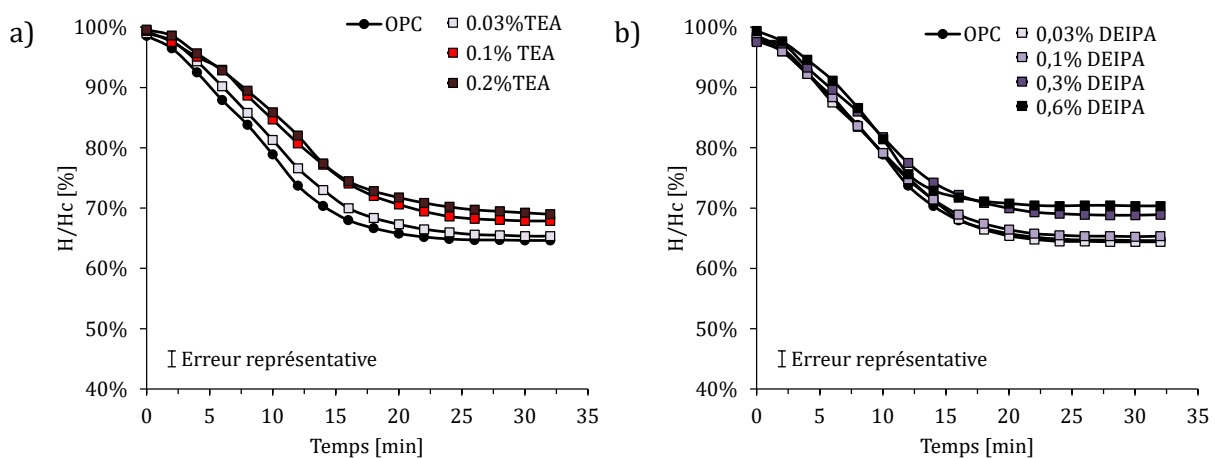 a)
OPC
0.03%TEA
0.1% TEA
0.2%TEA
100%
90%
80%
70%
60%
50%
40%
H/Hc [%]
Erreur représentative
0 5 10 15 20 25 30 35
Temps [min]
b)
OPC
0,03% DEIPA
0,1% DEIPA
0,3% DEIPA
0,6% DEIPA
100%
90%
80%
70%
60%
50%
40%
H/Hc [%]
Erreur représentative
0 5 10 15 20 25 30 35
Temps [min]